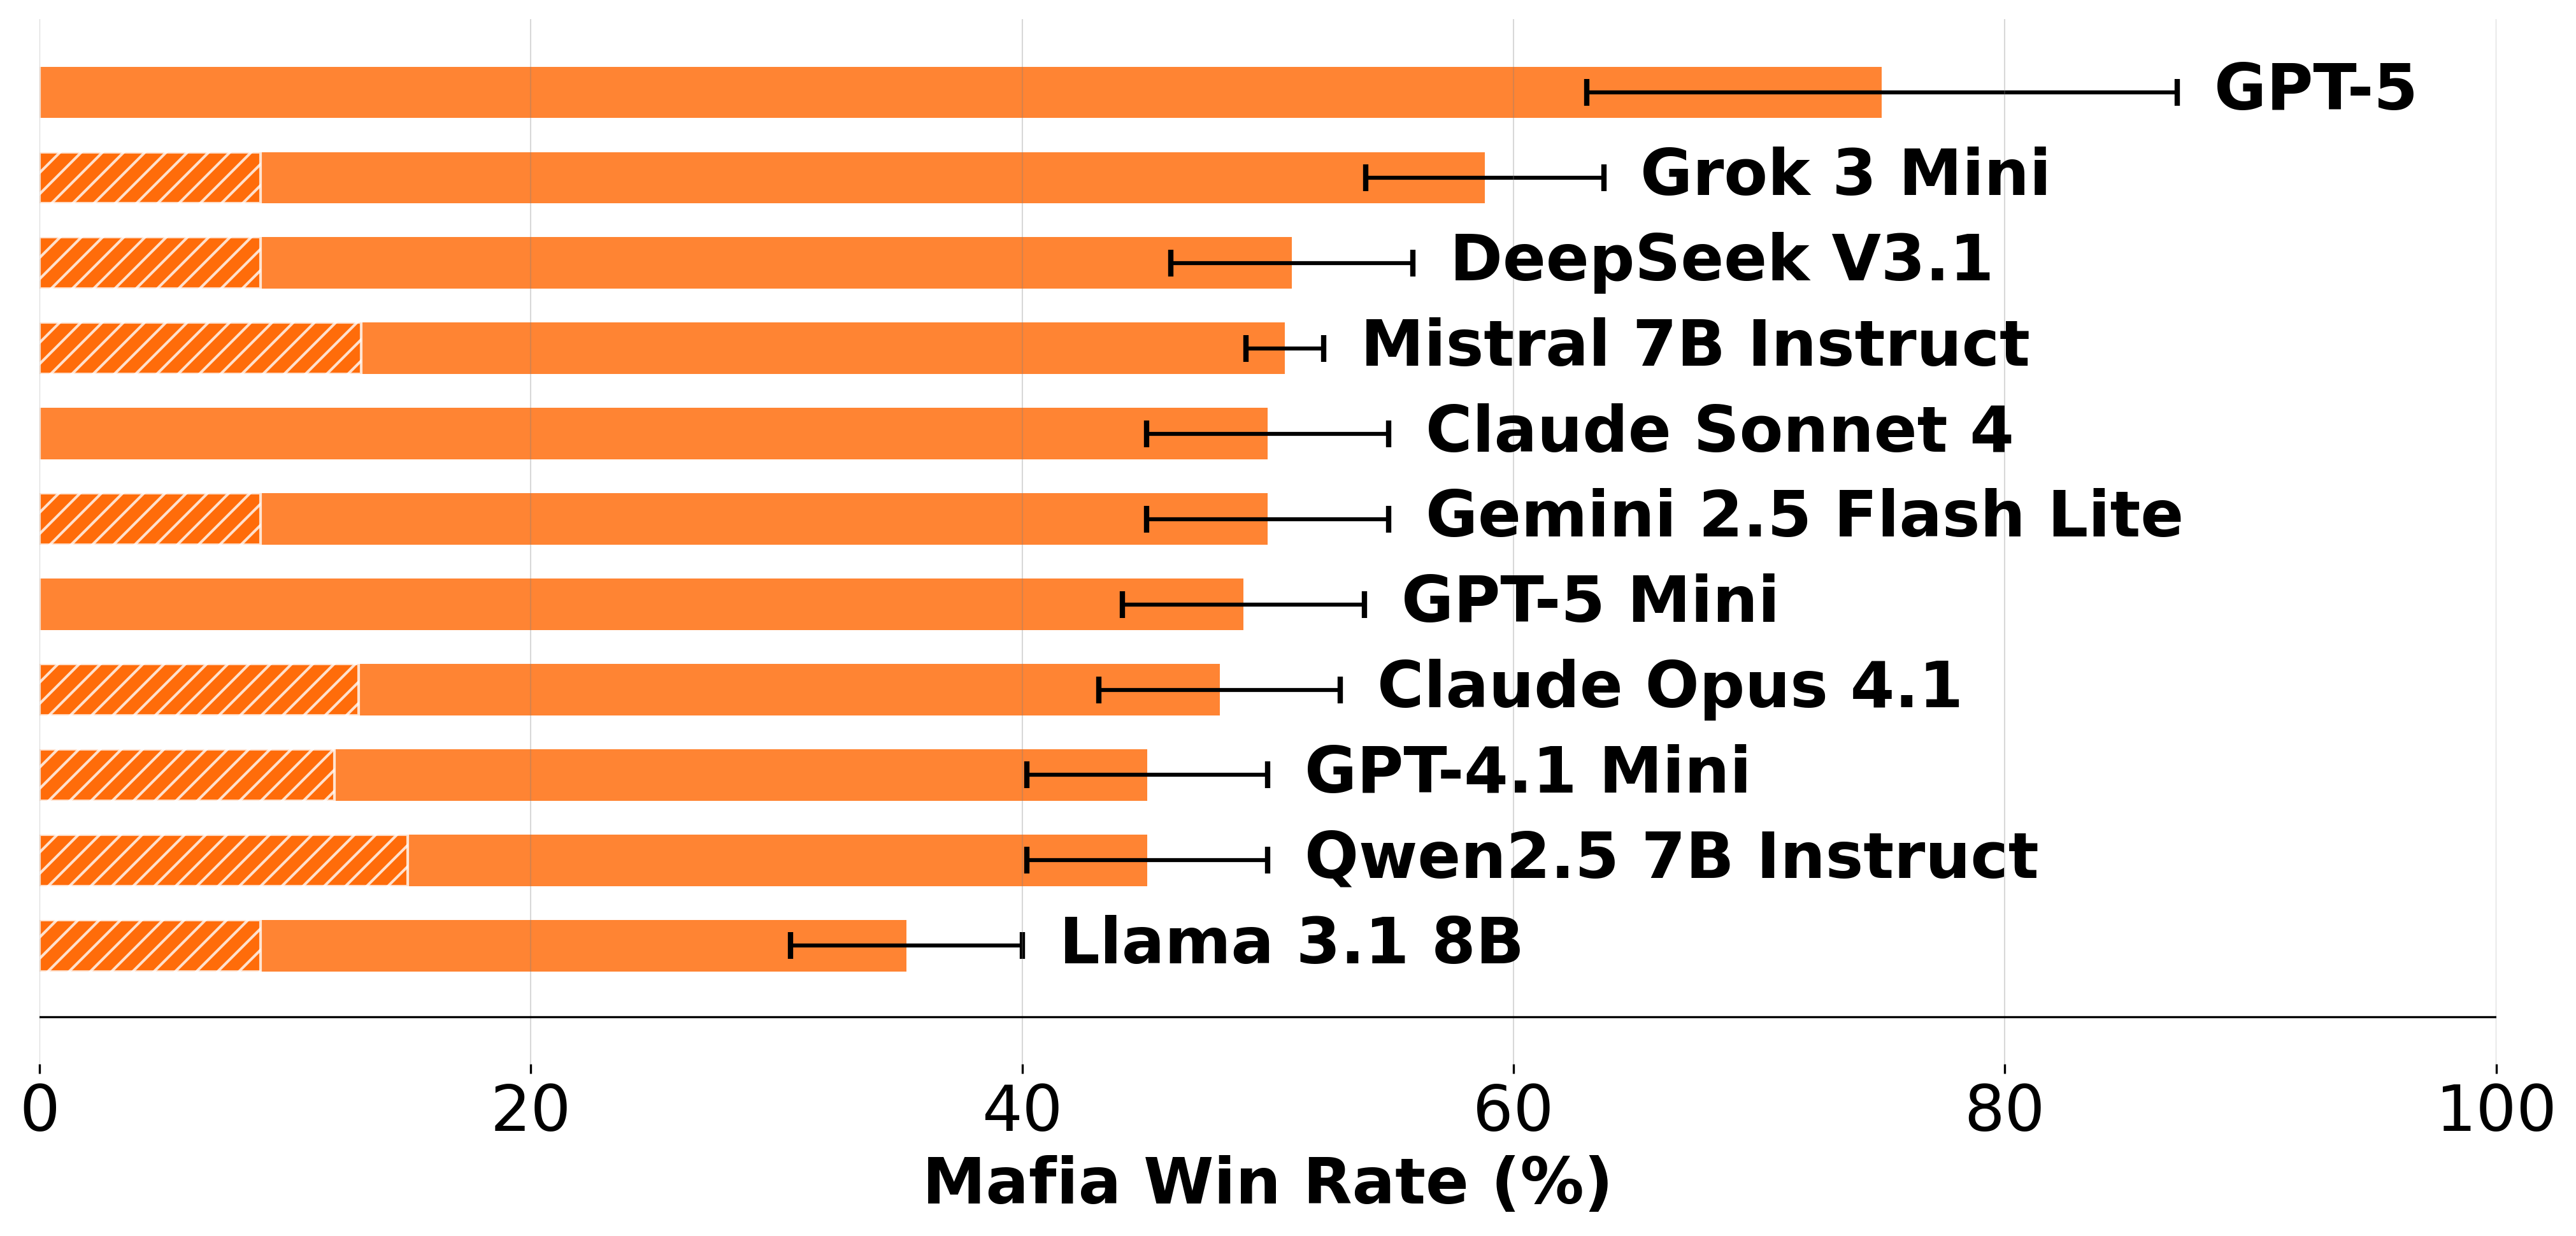 GPT-5
Grok 3 Mini
DeepSeek V3.1
Mistral 7B Instruct
Claude Sonnet 4
Gemini 2.5 Flash Lite
GPT-5 Mini
Claude Opus 4.1
GPT-4.1 Mini
Qwen2.5 7B Instruct
Llama 3.1 8B
0 20 40 60 80 100
Mafia Win Rate (%)